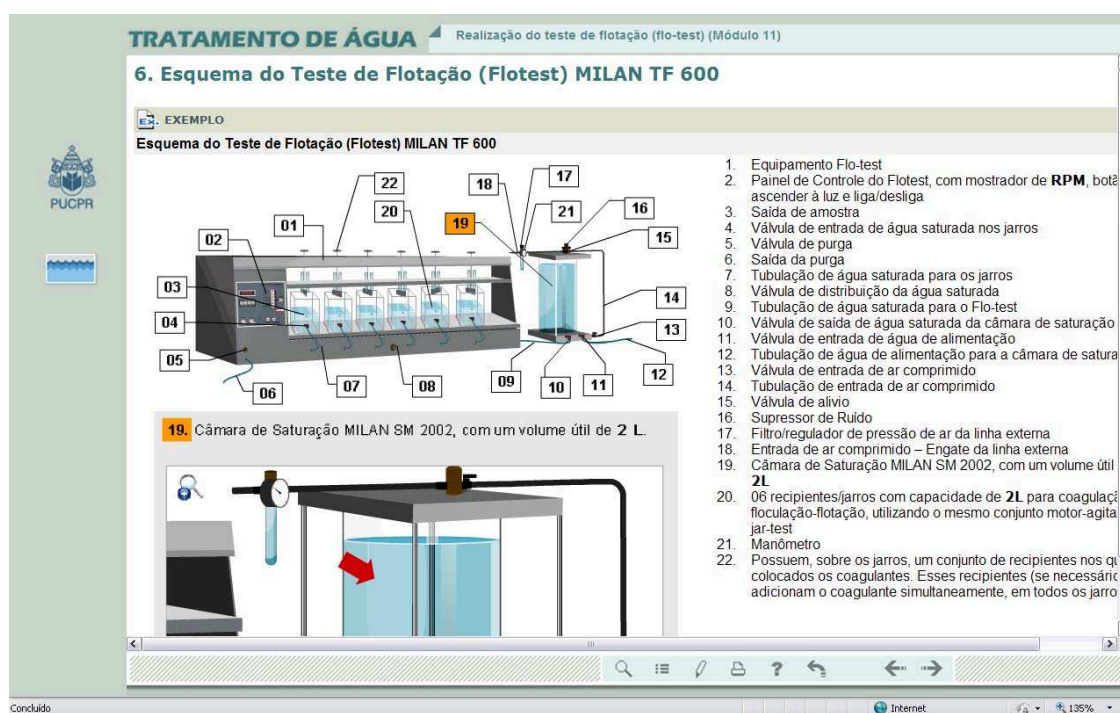 TRATAMENTO DE ÁGUA
Realização do teste de flotação (flo-test) (Módulo 11)
6. Esquema do Teste de Flotação (Flotest) MILAN TF 600
PUCPR
Ex. EXEMPLO
Esquema do Teste de Flotação (Flotest) MILAN TF 600
01
02
03
04
05
06
07
08
09
10
11
12
13
14
15
16
17
18
19
20
21
22
19. Câmara de Saturação MILAN SM 2002, com um volume útil de 2 L.
1. Equipamento Flo-test
2. Painel de Controle do Flotest, com mostrador de RPM, botã
ascender à luz e liga/desliga
3. Saída de amostra
4. Válvula de entrada de água saturada nos jarros
5. Válvula de purga
6. Saída da purga
7. Tubulação de água saturada para os jarros
8. Válvula de distribuição da água saturada
9. Tubulação de água saturada para o Flo-test
10. Válvula de saída de água saturada da câmara de saturação
11. Válvula de entrada de água de alimentação
12. Tubulação de água de alimentação para a câmara de satura
13. Válvula de entrada de ar comprimido
14. Tubulação de entrada de ar comprimido
15. Válvula de alivio
16. Supressor de Ruído
17. Filtro/regulador de pressão de ar da linha externa
18. Entrada de ar comprimido – Engate da linha externa
19. Câmara de Saturação MILAN SM 2002, com um volume útil
2L
20. 06 recipientes/jarros com capacidade de 2L para coagulaçã
floculação-flotação, utilizando o mesmo conjunto motor-agita
jar-test
21. Manômetro
22. Possuem, sobre os jarros, um conjunto de recipientes nos qu
colocados os coagulantes. Esses recipientes (se necessário
adicionam o coagulante simultaneamente, em todos os jarro
Concluído
Internet
135%